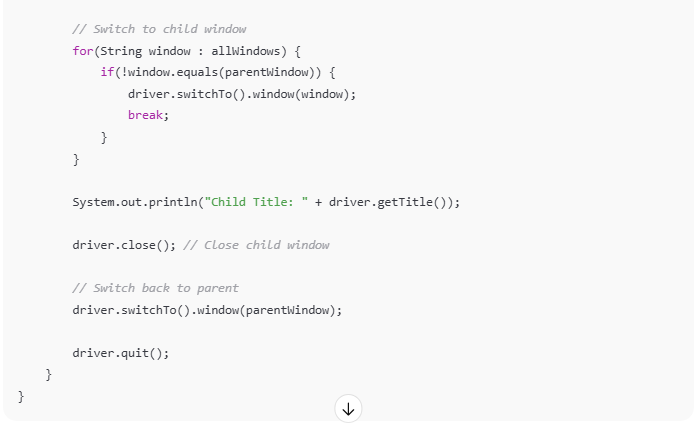 // Switch to child window
for(String window : allWindows) {
if(!window.equals(parentWindow)) {
driver.switchTo().window(window);
break;
}
}
System.out.println("Child Title: " + driver.getTitle());
driver.close(); // Close child window
// Switch back to parent
driver.switchTo().window(parentWindow);
driver.quit();
}
}